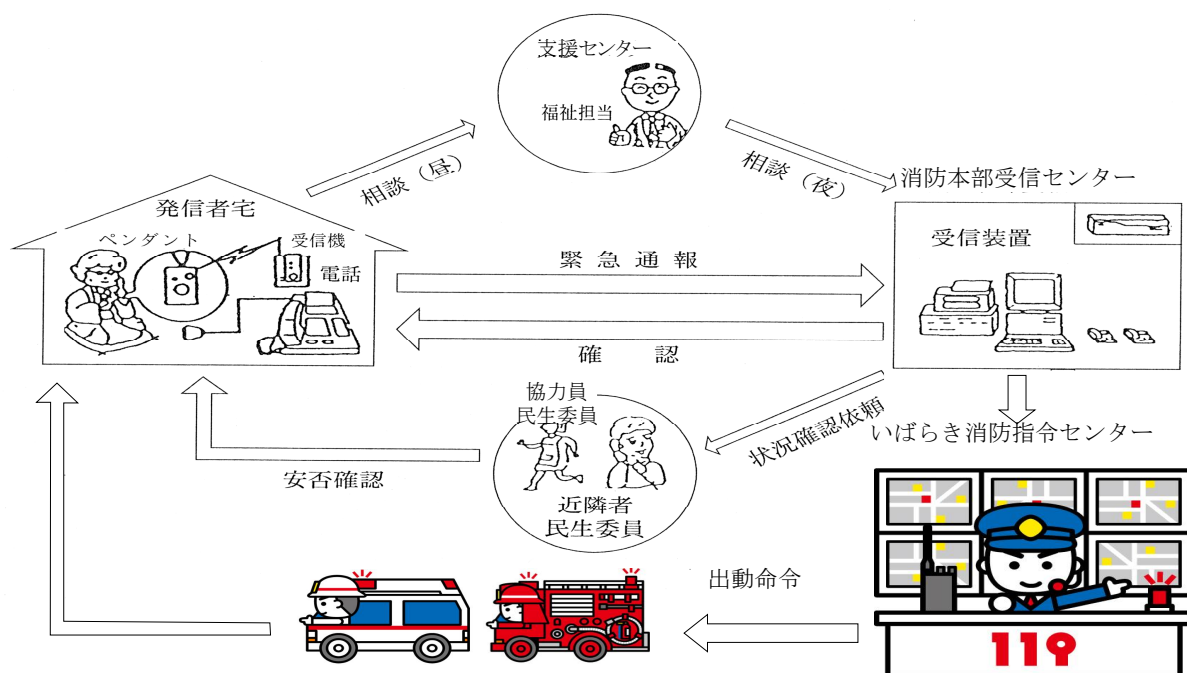 支援センター
福祉担当
相談（昼）
相談（夜）
消防本部受信センター
発信者宅
ペンダント
受信機
電話
受信装置
緊急通報
確認
協力員
民生委員
状況確認依頼
いばらき消防指令センター
安否確認
近隣者
民生委員
出動命令
119